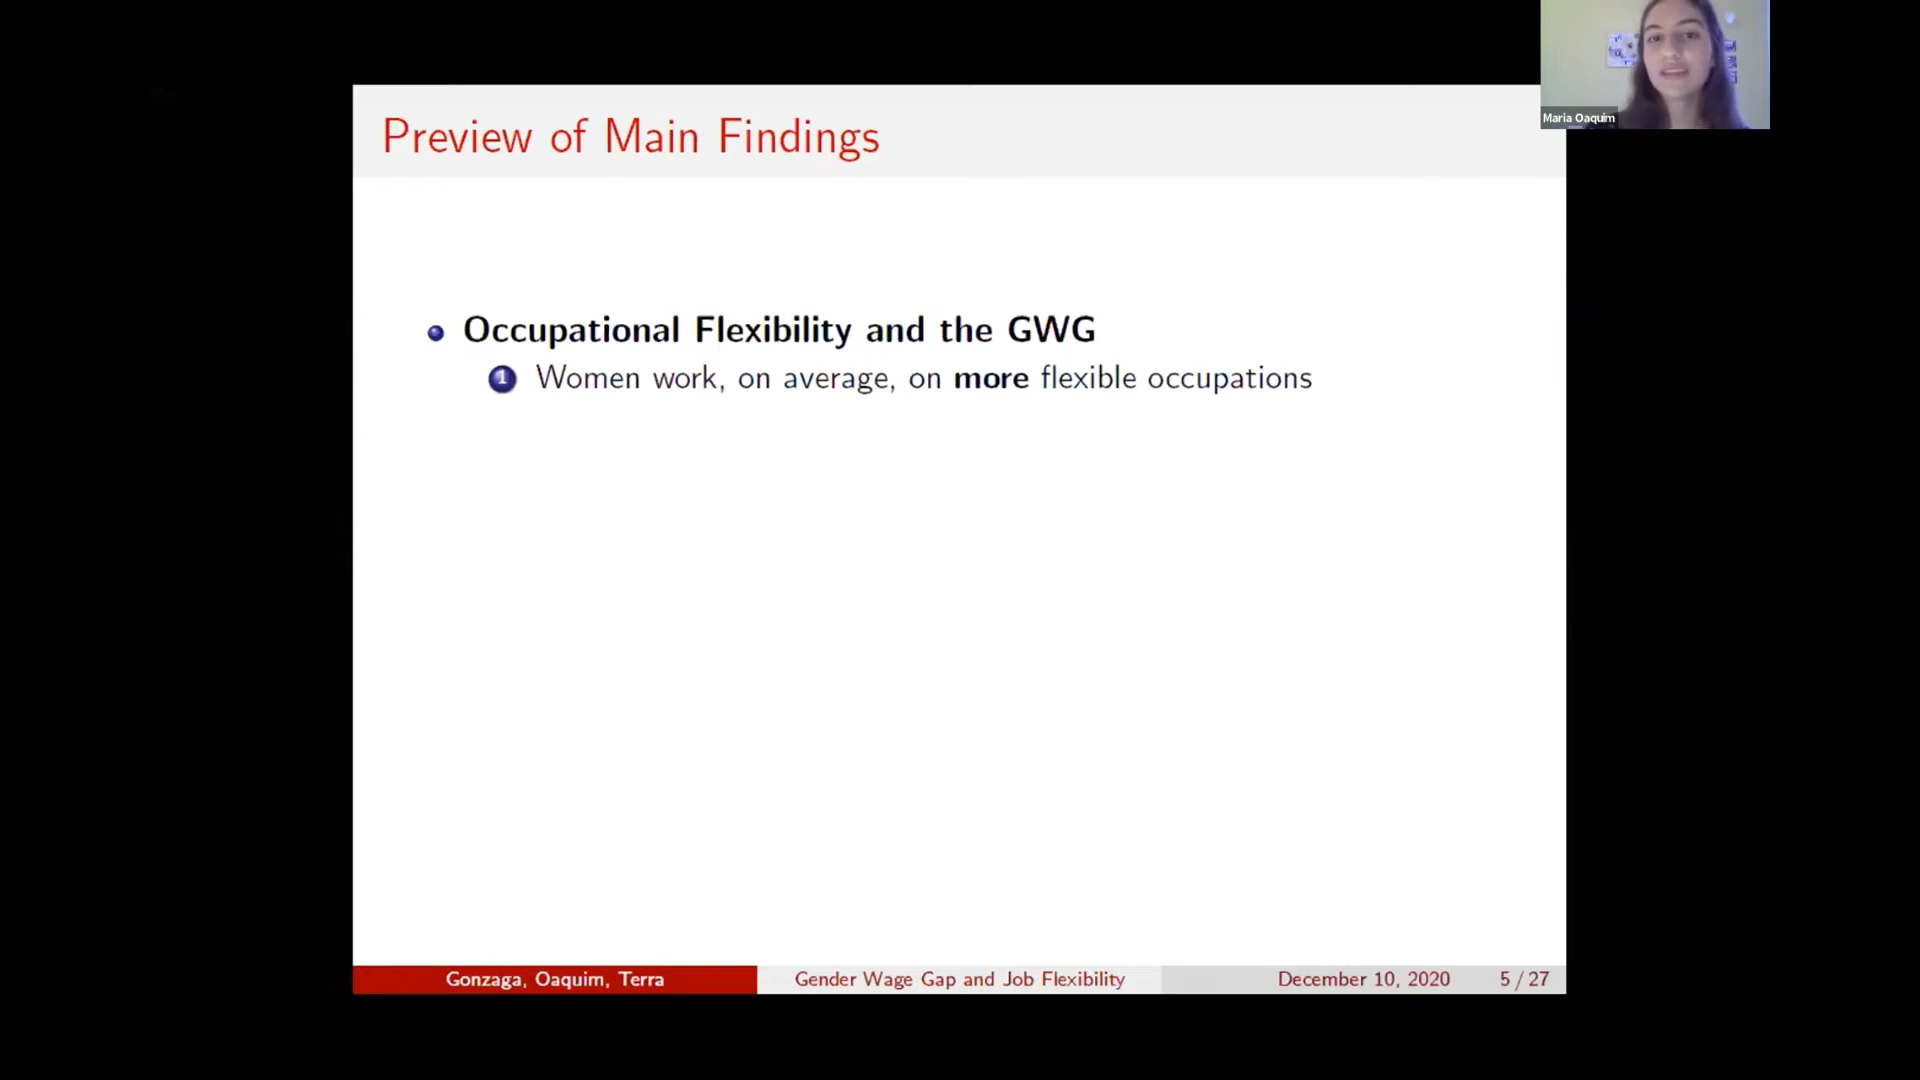 Maria Oaquim
Preview of Main Findings
Occupational Flexibility and the GWG
1 Women work, on average, on more flexible occupations
Gonzaga, Oaquim, Terra
Gender Wage Gap and Job Flexibility
December 10, 2020
5 / 27